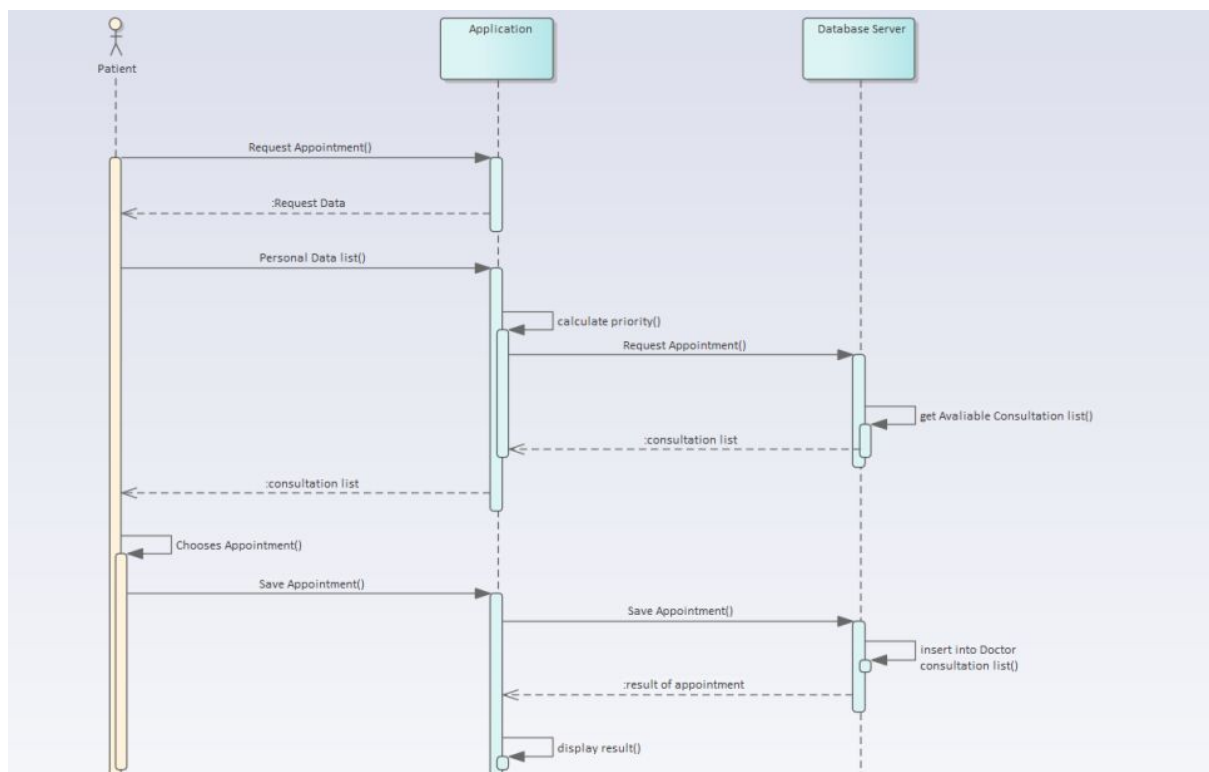 Application
Database Server
Patient
Request Appointment()
:Request Data
Personal Data list()
calculate priority()
Request Appointment()
get Avaliable Consultation list()
:consultation list
:consultation list
Chooses Appointment()
Save Appointment()
Save Appointment()
insert into Doctor
consultation list()
:result of appointment
display result()